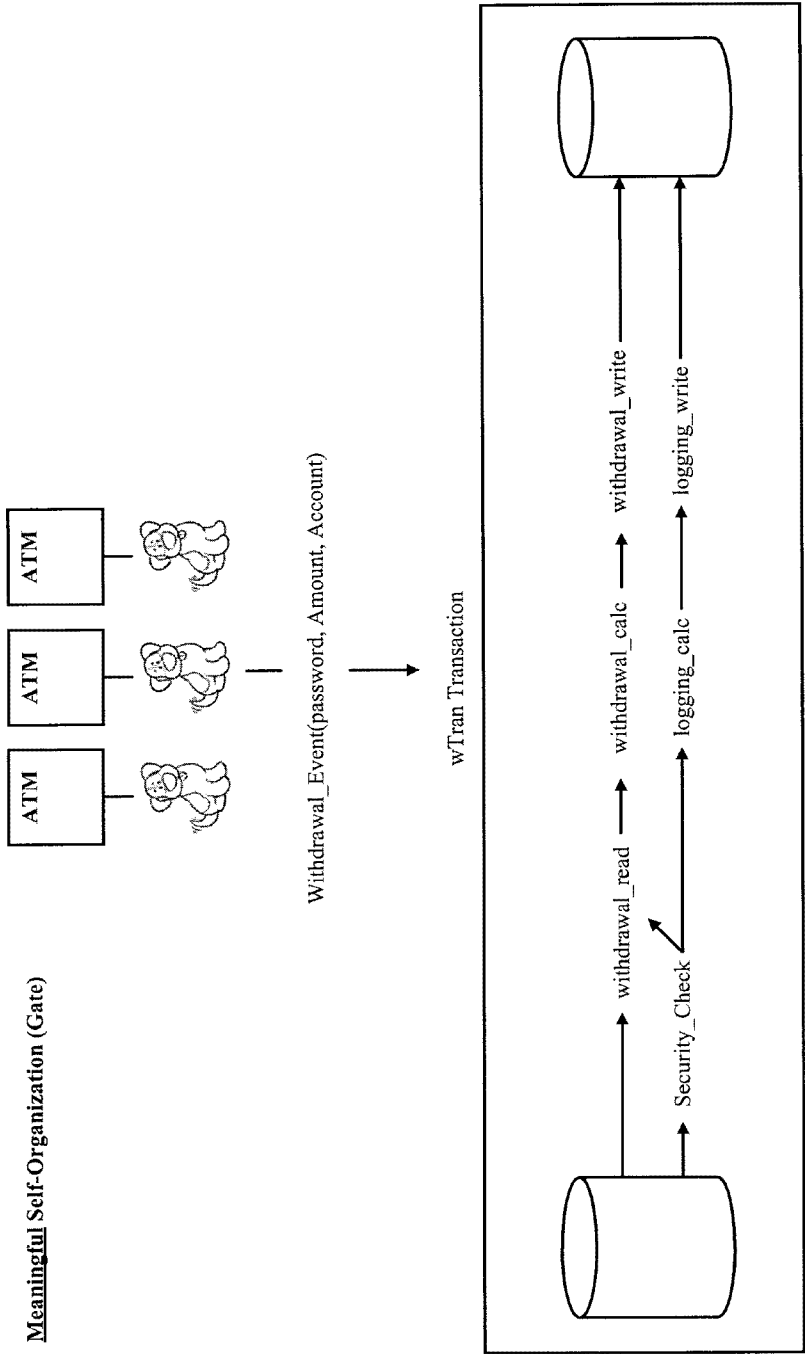 Meaningful Self-Organization (Gate)
ATM
ATM
ATM
Withdrawal_Event(password, Amount, Account)
wTran Transaction
withdrawal_read
withdrawal_calc
withdrawal_write
Security_Check
logging_calc
logging_write